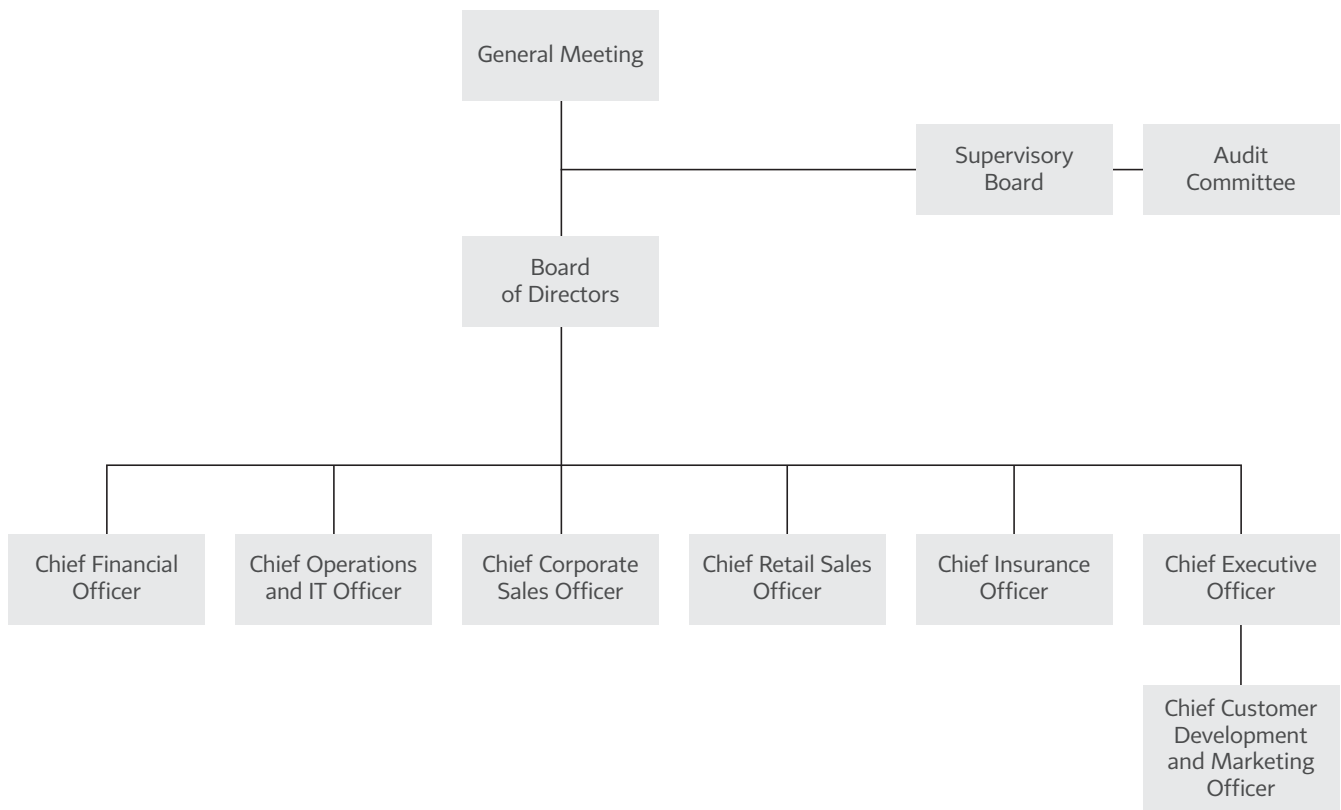 General Meeting
Supervisory
Board
Audit
Committee
Board
of Directors
Chief Financial
Officer
Chief Operations
and IT Officer
Chief Corporate
Sales Officer
Chief Retail Sales
Officer
Chief Insurance
Officer
Chief Executive
Officer
Chief Customer
Development
and Marketing
Officer